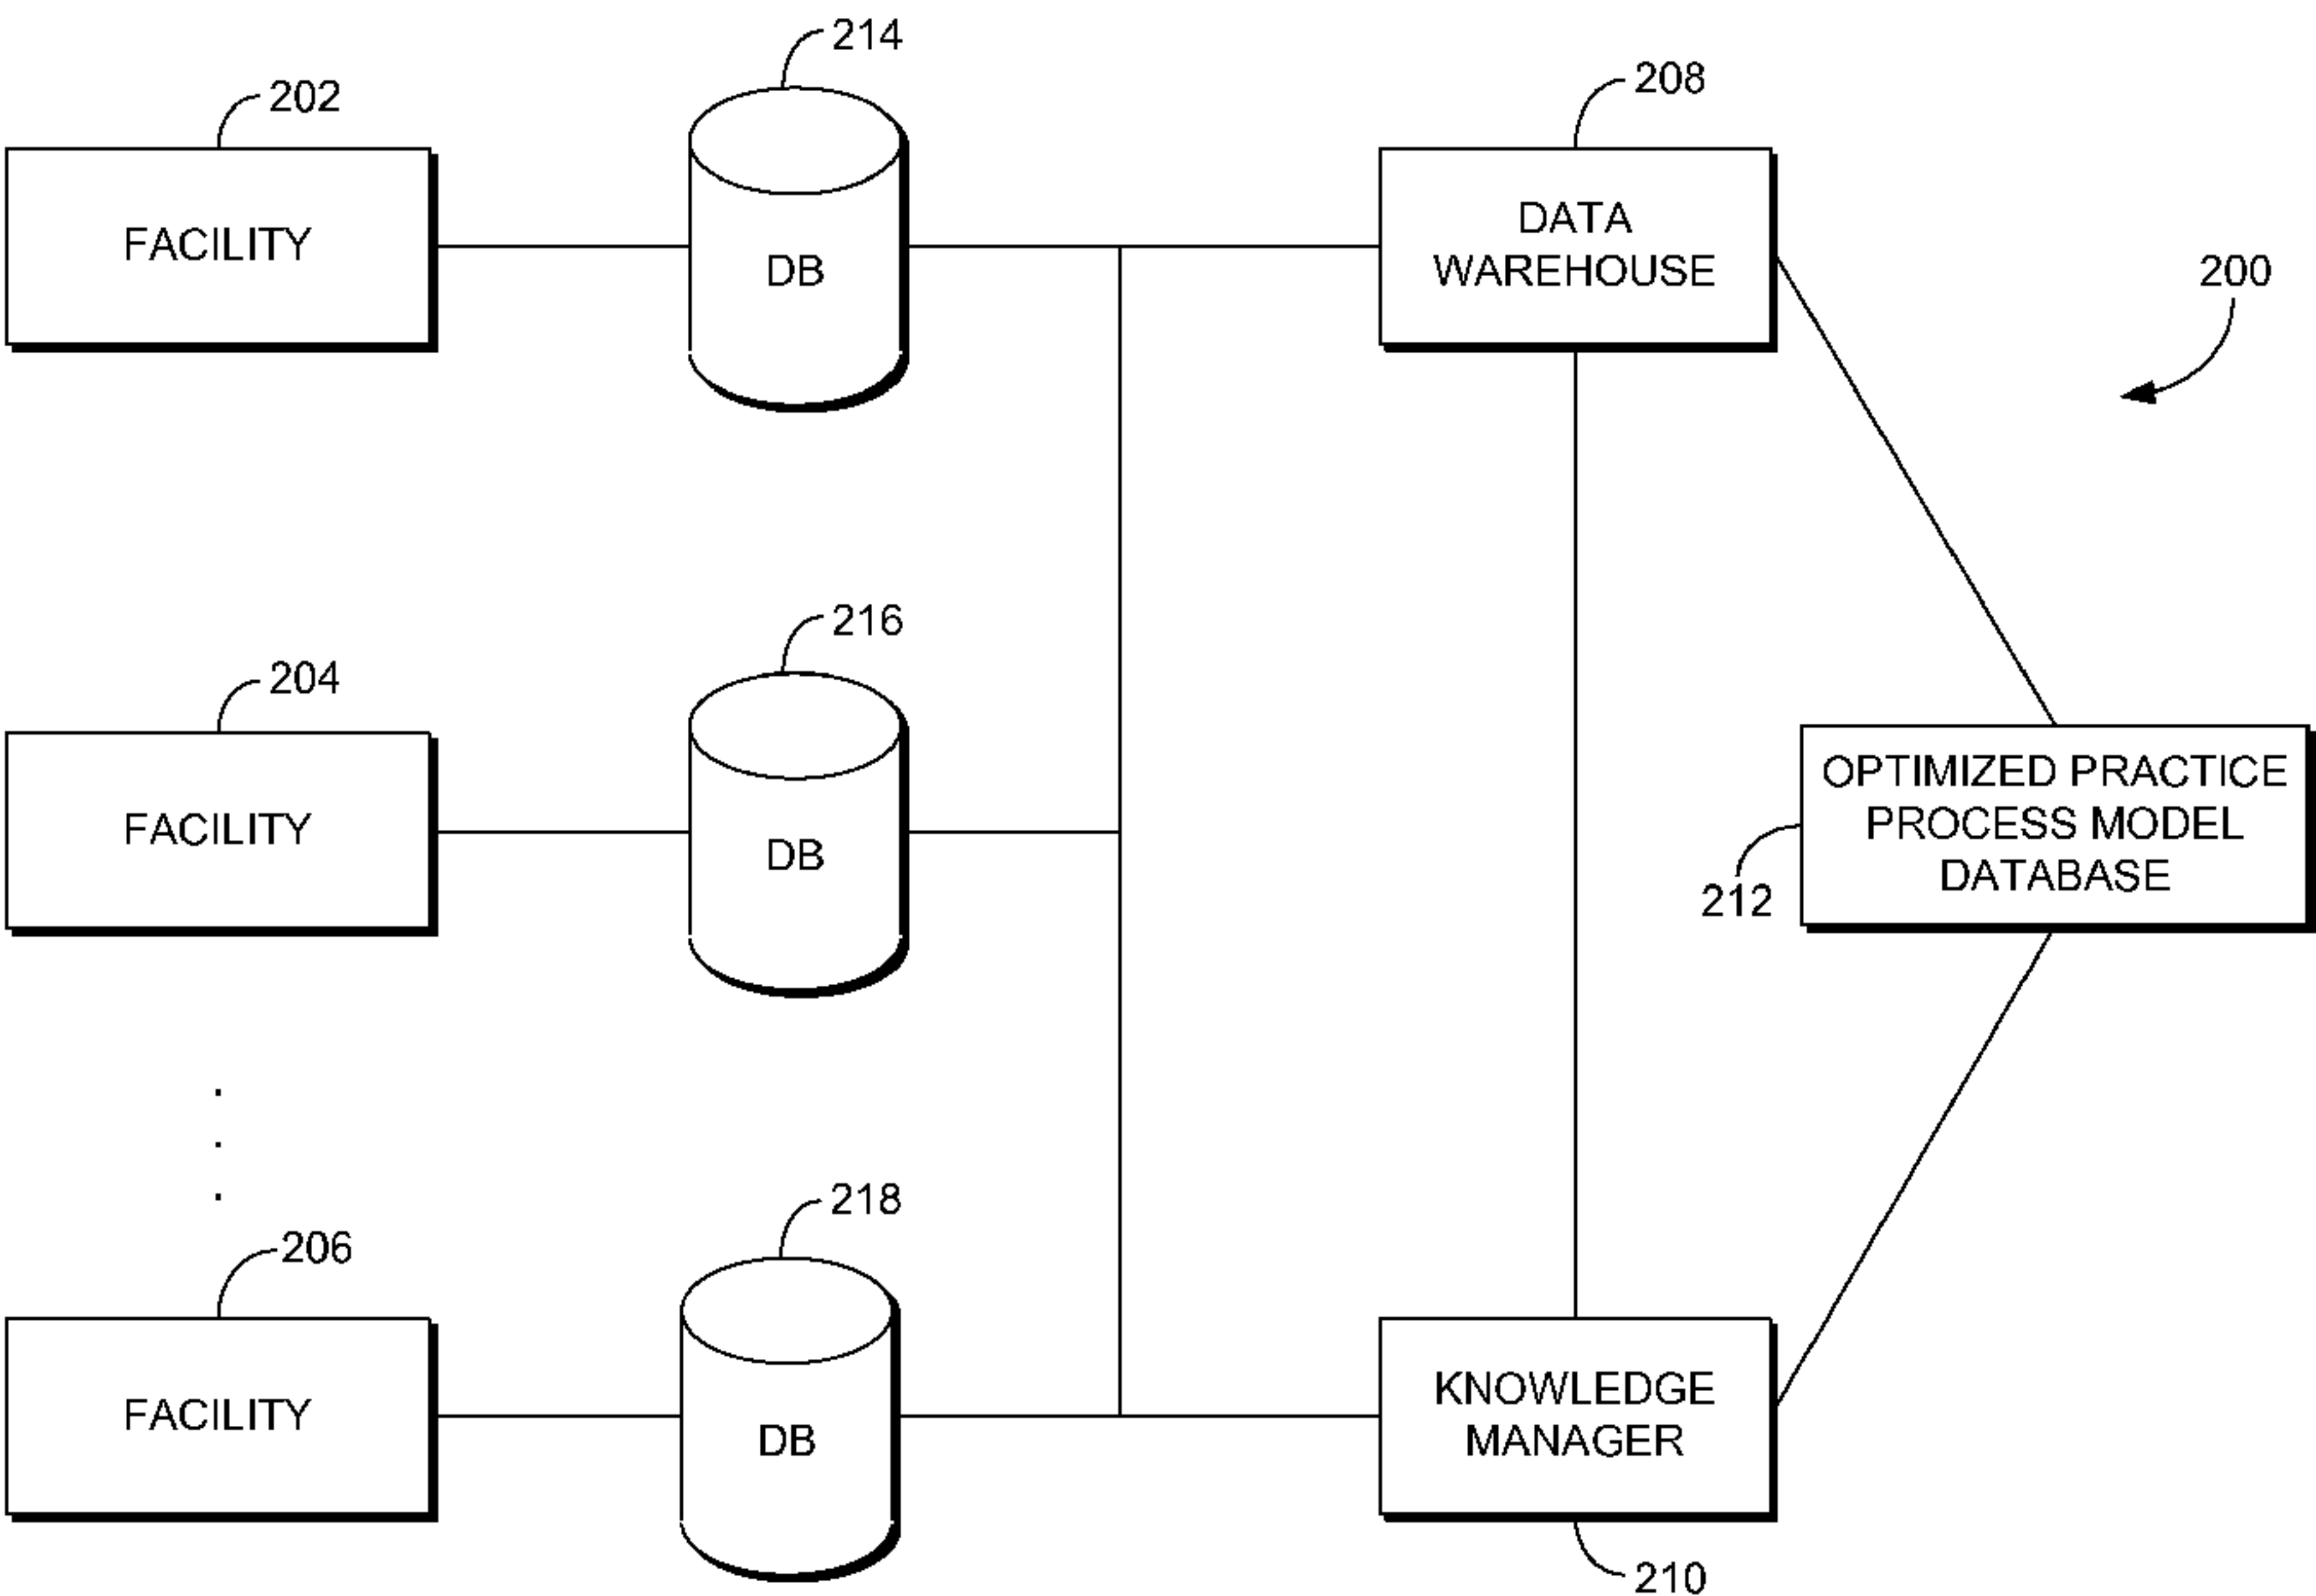 214
202
208
FACILITY
DB
DATA
WAREHOUSE
200
216
204
FACILITY
DB
OPTIMIZED PRACTICE
PROCESS MODEL
DATABASE
212
.
.
.
218
206
FACILITY
DB
KNOWLEDGE
MANAGER
210